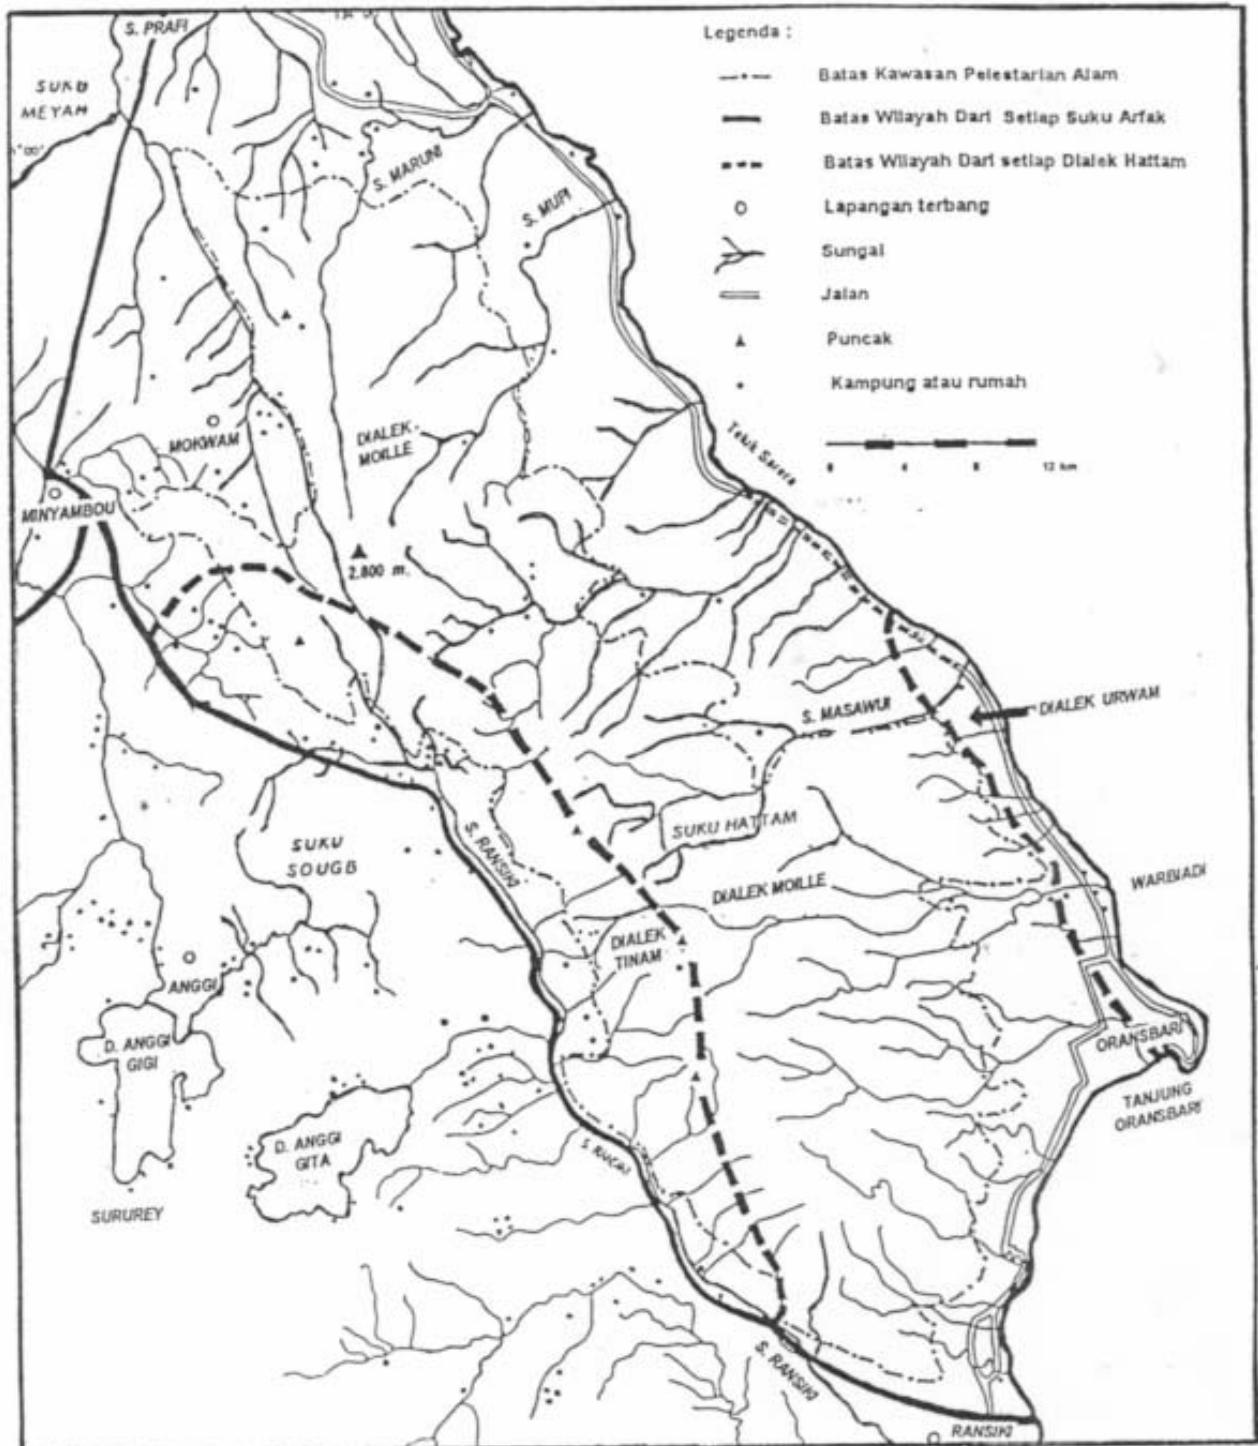 S. PRAFI
SUKU
MEYAH
Legenda :
Batas Kawasan Pelestarian Alam
Batas Wilayah Dari Setiap Suku Arfak
Batas Wilayah Dari setiap Dialek Hattam
Lapangan terbang
Sungai
Jalan
Puncak
Kampung atau rumah
0 4 8 12 km
S. MARUNI
S. MUPI
MOKWAM
DIALEK
MOILLE
Teluk
MINYAMBOU
2.800 m.
S. MASAWUI
DIALEK URWAM
SUKU HATTAM
SUKU
SOUGB
S. RANSIKI
DIALEK MOILLE
WARBIADI
DIALEK
TINAM
ANGGI
D. ANGGI
GIGI
ORANSBARI
TANJUNG
ORANSBARI
D. ANGGI
GITA
SURUREY
S. RANSIKI
RANSIKI